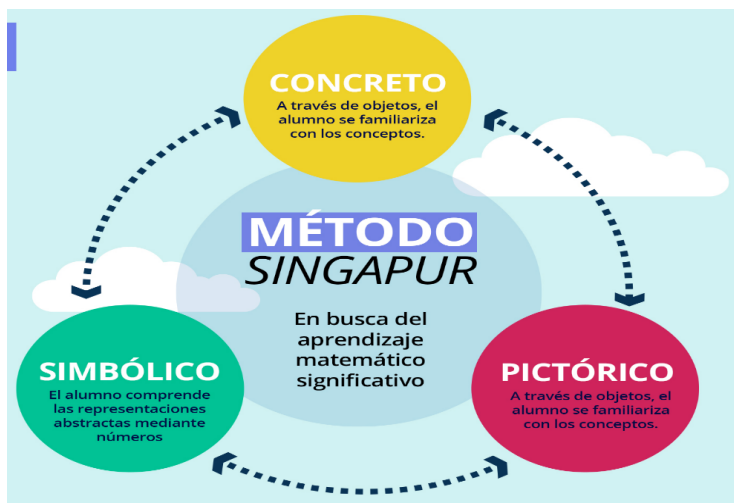 CONCRETO
A través de objetos, el
alumno se familiariza
con los conceptos.
MÉTODO
SINGAPUR
En busca del
aprendizaje
matemático
significativo
SIMBÓLICO
El alumno comprende
las representaciones
abstractas mediante
números
PICTÓRICO
A través de objetos, el
alumno se familiariza
con los conceptos.